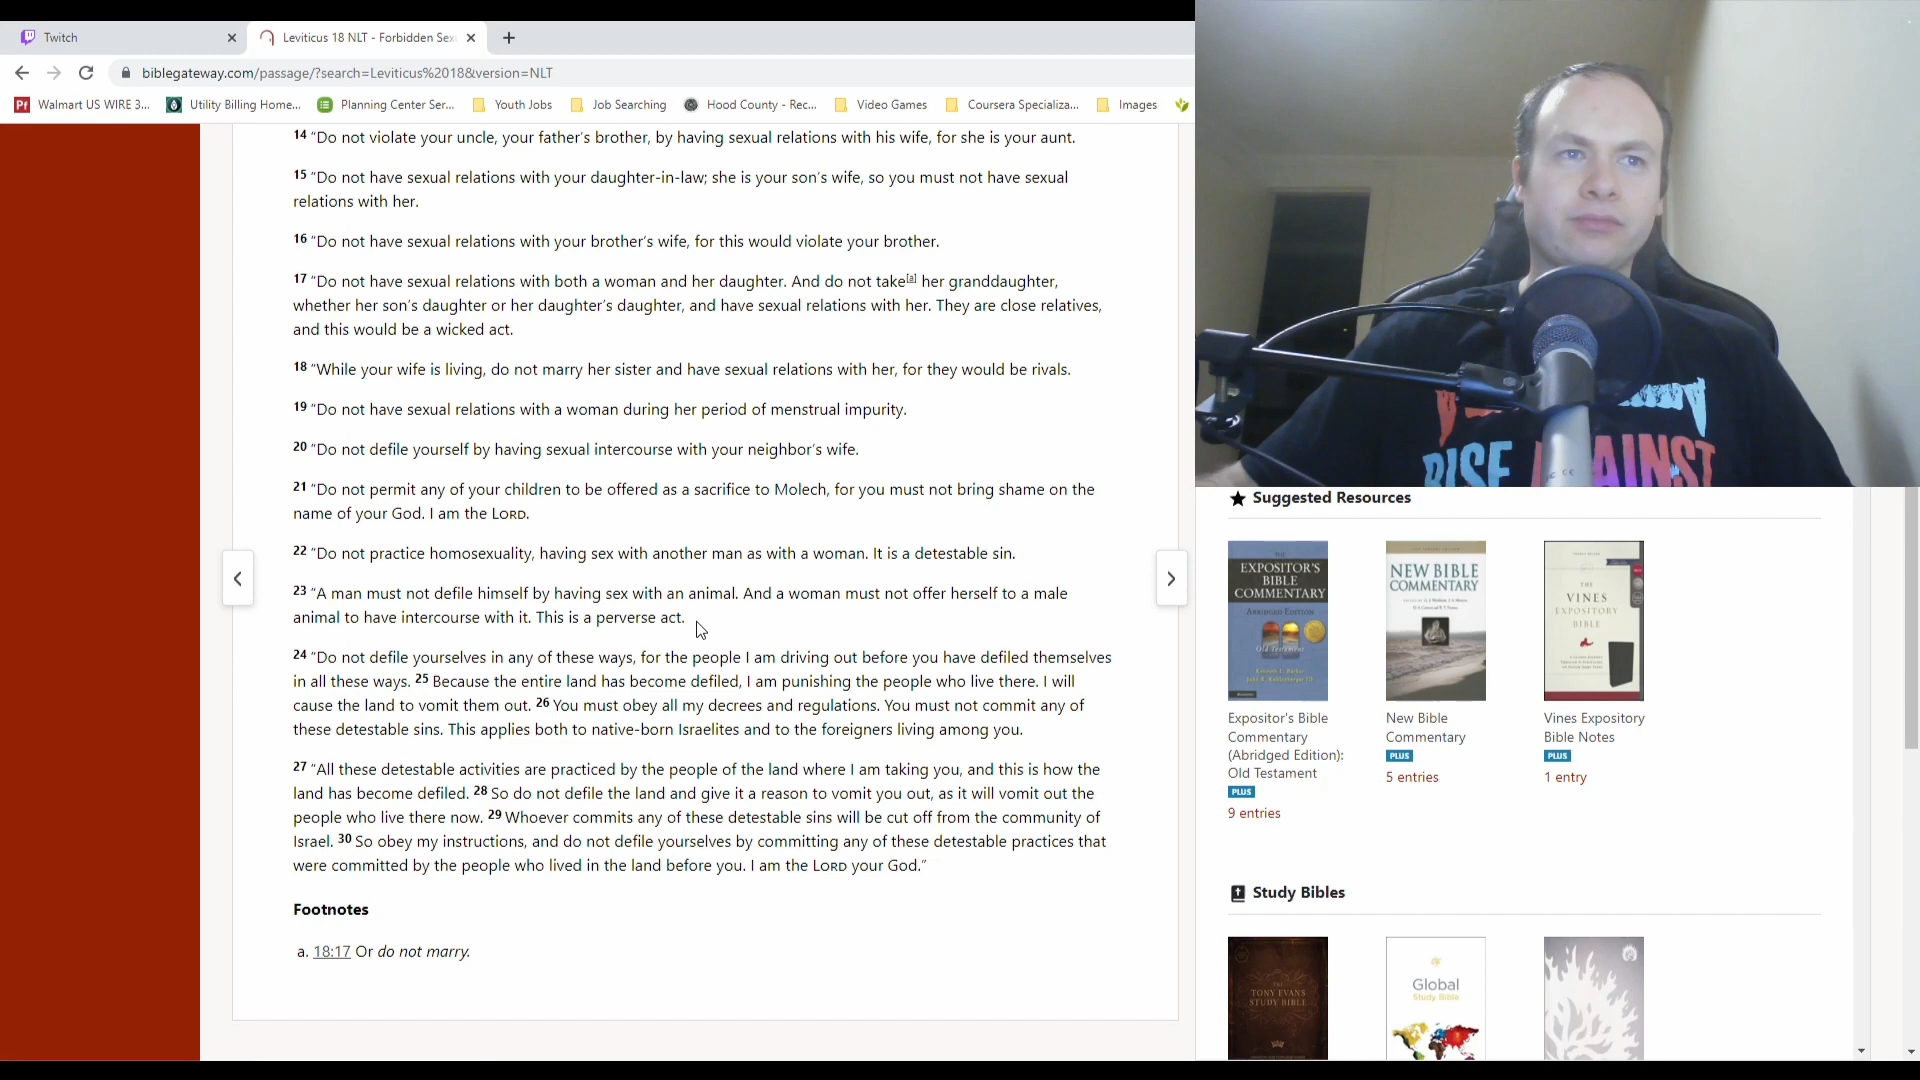 Twitch
Leviticus 18 NLT - Forbidden Sex
biblegateway.com/passage/?search=Leviticus%2018&version=NLT
Walmart US WIRE 3...
Utility Billing Home...
Planning Center Ser...
Youth Jobs
Job Searching
Hood County - Rec...
Video Games
Coursera Specializa...
Images
14 “Do not violate your uncle, your father’s brother, by having sexual relations with his wife, for she is your aunt.
15 “Do not have sexual relations with your daughter-in-law; she is your son’s wife, so you must not have sexual
relations with her.
16 “Do not have sexual relations with your brother’s wife, for this would violate your brother.
17 “Do not have sexual relations with both a woman and her daughter. And do not take[a] her granddaughter,
whether her son’s daughter or her daughter’s daughter, and have sexual relations with her. They are close relatives,
and this would be a wicked act.
18 “While your wife is living, do not marry her sister and have sexual relations with her, for they would be rivals.
19 “Do not have sexual relations with a woman during her period of menstrual impurity.
20 “Do not defile yourself by having sexual intercourse with your neighbor’s wife.
21 “Do not permit any of your children to be offered as a sacrifice to Molech, for you must not bring shame on the
name of your God. I am the LORD.
22 “Do not practice homosexuality, having sex with another man as with a woman. It is a detestable sin.
23 “A man must not defile himself by having sex with an animal. And a woman must not offer herself to a male
animal to have intercourse with it. This is a perverse act.
24 “Do not defile yourselves in any of these ways, for the people I am driving out before you have defiled themselves
in all these ways. 25 Because the entire land has become defiled, I am punishing the people who live there. I will
cause the land to vomit them out. 26 You must obey all my decrees and regulations. You must not commit any of
these detestable sins. This applies both to native-born Israelites and to the foreigners living among you.
27 “All these detestable activities are practiced by the people of the land where I am taking you, and this is how the
land has become defiled. 28 So do not defile the land and give it a reason to vomit you out, as it will vomit out the
people who live there now. 29 Whoever commits any of these detestable sins will be cut off from the community of
Israel. 30 So obey my instructions, and do not defile yourselves by committing any of these detestable practices that
were committed by the people who lived in the land before you. I am the LORD your God.”
Footnotes
a. 18:17 Or do not marry.
RISE AGAINST
Suggested Resources
THE
EXPOSITOR'S
BIBLE
COMMENTARY
ABRIDGED EDITION
Old Testament
NEW BIBLE
COMMENTARY
THE
VINES
EXPOSITORY
BIBLE
Expositor's Bible
Commentary
(Abridged Edition):
Old Testament
PLUS
9 entries
New Bible
Commentary
PLUS
5 entries
Vines Expository
Bible Notes
PLUS
1 entry
Study Bibles
THE
TONY EVANS
STUDY BIBLE
Global
Study Bible